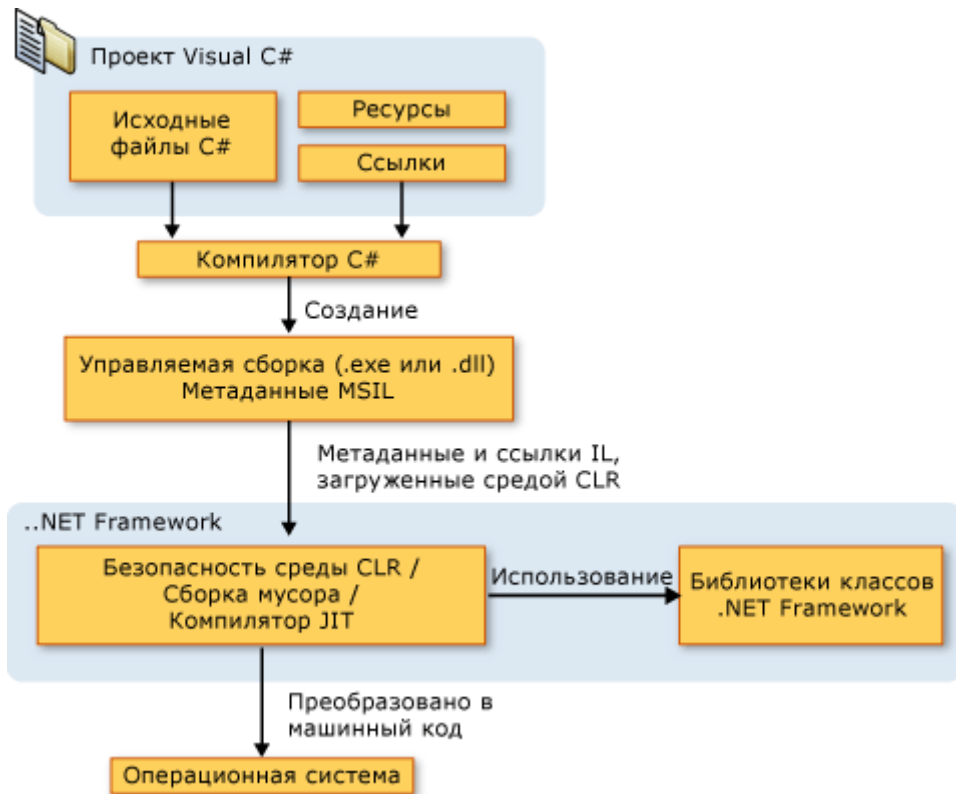 Проект Visual C#
Исходные
файлы C#
Ресурсы
Ссылки
Компилятор C#
Создание
Управляемая сборка (.exe или .dll)
Метаданные MSIL
Метаданные и ссылки IL,
загруженные средой CLR
..NET Framework
Безопасность среды CLR /
Сборка мусора /
Компилятор JIT
Использование
Библиотеки классов
.NET Framework
Преобразовано в
машинный код
Операционная система